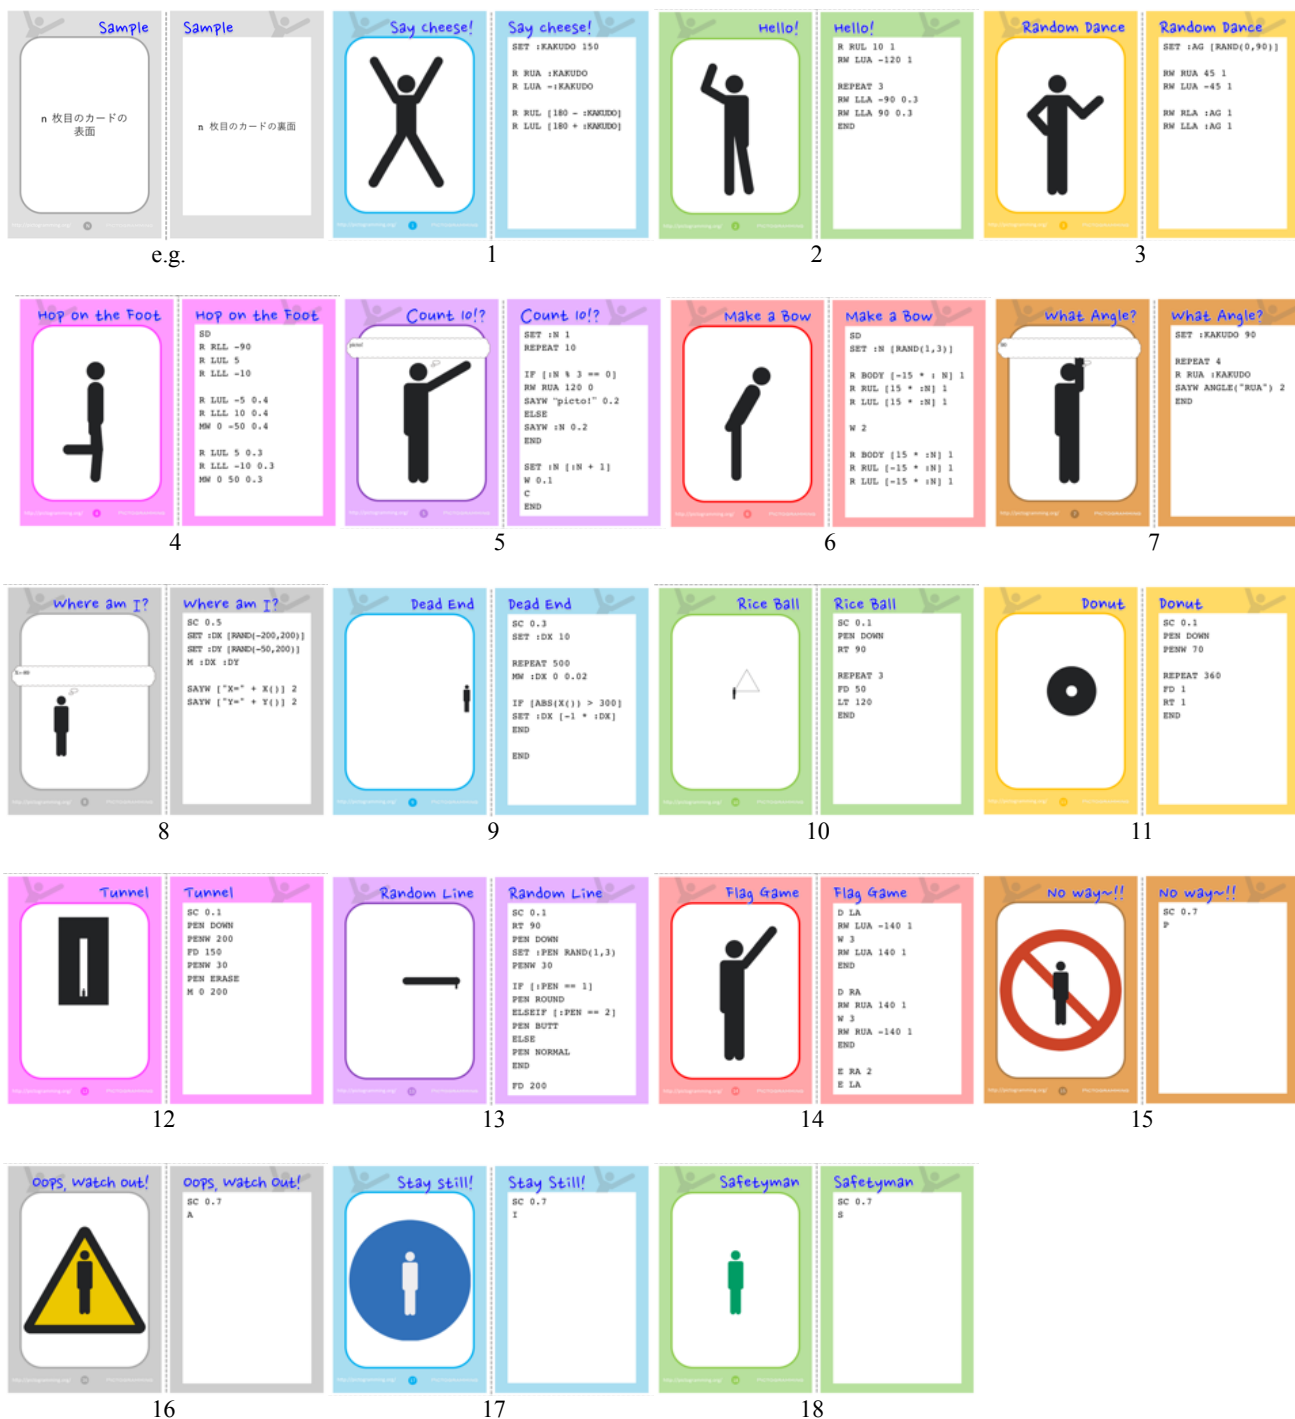 Sample
n 枚目のカードの
表面
Sample
n 枚目のカードの裏面
e.g.
Say cheese!
Say cheese!
SET :KAKUDO 150
R RUA :KAKUDO
R LUA -:KAKUDO
R RUL [180 - :KAKUDO]
R LUL [180 + :KAKUDO]
1
Hello!
Hello!
R RUL 10 1
RW LUA -120 1
REPEAT 3
RW LLA -90 0.3
RW LLA 90 0.3
END
2
Random Dance
Random Dance
SET :AG [RAND(0,90)]
RW RUA 45 1
RW LUA -45 1
RW RLA :AG 1
RW LLA :AG 1
3
Hop on the Foot
Hop on the Foot
SD
R RLL -90
R LUL 5
R LLL -10
R LUL -5 0.4
R LLL 10 0.4
MW 0 -50 0.4
R LUL 5 0.3
R LLL -10 0.3
MW 0 50 0.3
4
Count 10!?
picto!
Count 10!?
SET :N 1
REPEAT 10
IF [:N % 3 == 0]
RW RUA 120 0
SAYW "picto!" 0.2
ELSE
SAYW :N 0.2
END
SET :N [:N + 1]
W 0.1
C
END
5
Make a Bow
Make a Bow
SD
SET :N [RAND(1,3)]
R BODY [-15 * : N] 1
R RUL [15 * :N] 1
R LUL [15 * :N] 1
W 2
R BODY [15 * :N] 1
R RUL [-15 * :N] 1
R LUL [-15 * :N] 1
6
What Angle?
90
What Angle?
SET :KAKUDO 90
REPEAT 4
R RUA :KAKUDO
SAYW ANGLE("RUA") 2
END
7
Where am I?
Where am I?
SC 0.5
SET :DX [RAND(-200,200)]
SET :DY [RAND(-50,200)]
M :DX :DY
SAYW ["X=" + X()] 2
SAYW ["Y=" + Y()] 2
8
Dead End
Dead End
SC 0.3
SET :DX 10
REPEAT 500
MW :DX 0 0.02
IF [ABS(X()) > 300]
SET :DX [-1 * :DX]
END
END
9
Rice Ball
Rice Ball
SC 0.1
PEN DOWN
RT 90
REPEAT 3
FD 50
LT 120
END
10
Donut
Donut
SC 0.1
PEN DOWN
PENW 70
REPEAT 360
FD 1
RT 1
END
11
Tunnel
Tunnel
SC 0.1
PEN DOWN
PENW 200
FD 150
PENW 30
PEN ERASE
M 0 200
12
Random Line
Random Line
SC 0.1
RT 90
PEN DOWN
SET :PEN RAND(1,3)
PENW 30
IF [:PEN == 1]
PEN ROUND
ELSEIF [:PEN == 2]
PEN BUTT
ELSE
PEN NORMAL
END
FD 200
13
Flag Game
Flag Game
D LA
RW LUA -140 1
W 3
RW LUA 140 1
END
D RA
RW RUA 140 1
W 3
RW RUA -140 1
END
E RA 2
E LA
14
No way~!!
No way~!!
SC 0.7
P
15
Oops, Watch out!
Oops, Watch Out!
SC 0.7
A
16
Stay still!
Stay Still!
SC 0.7
I
17
Safetyman
Safetyman
SC 0.7
S
18